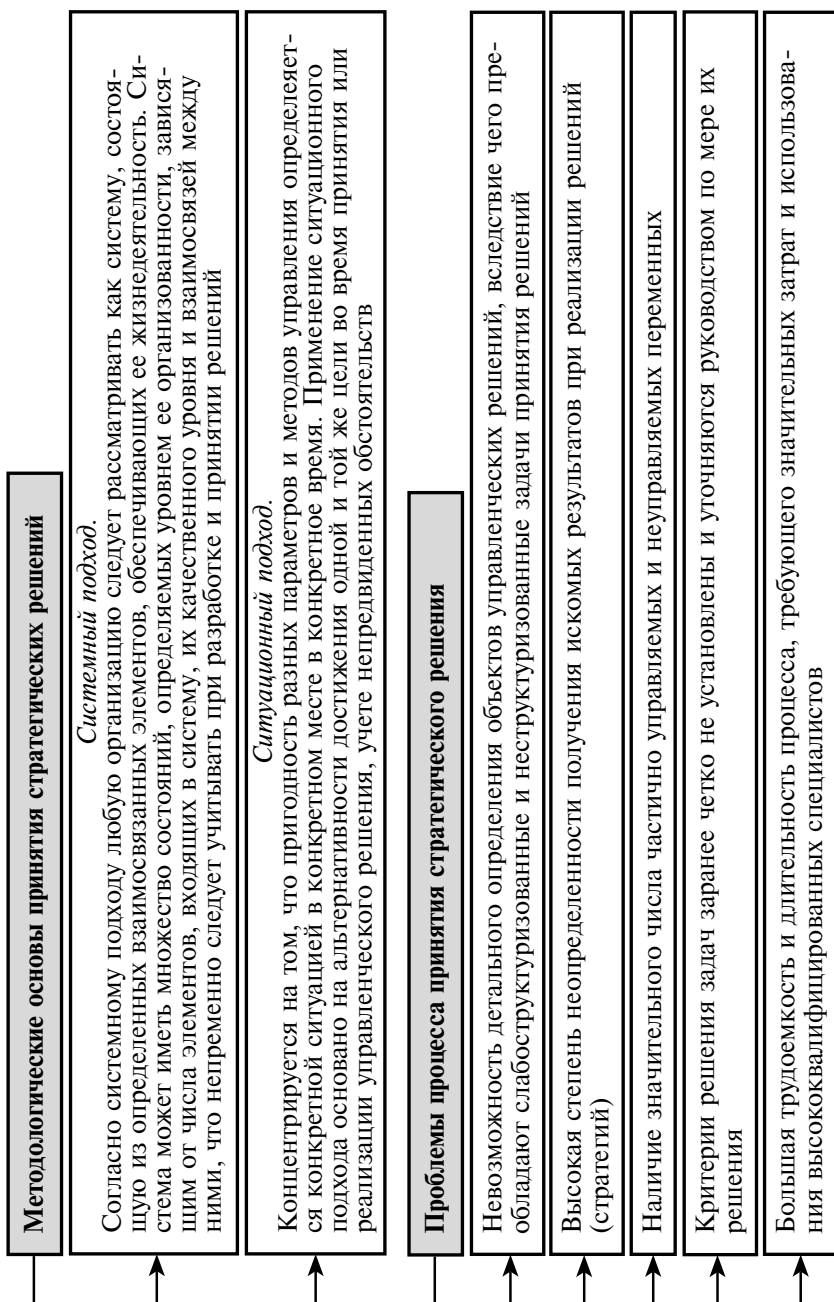 Методологические основы принятия стратегических решений
Системный подход.
Согласно системному подходу любую организацию следует рассматривать как систему, состоя-
щую из определенных взаимосвязанных элементов, обеспечивающих ее жизнедеятельность. Си-
стема может иметь множество состояний, определяемых уровнем ее организованности, завися-
щим от числа элементов, входящих в систему, их качественного уровня и взаимосвязей между
ними, что непременно следует учитывать при разработке и принятии решений
Ситуационный подход.
Концентрируется на том, что пригодность разных параметров и методов управления определеяет-
ся конкретной ситуацией в конкретном месте в конкретное время. Применение ситуационного
подхода основано на альтернативности достижения одной и той же цели во время принятия или
реализации управленческого решения, учете непредвиденных обстоятельств
Проблемы процесса принятия стратегического решения
Невозможность детального определения объектов управленческих решений, вследствие чего пре-
обладают слабоструктуризованные и неструктуризованные задачи принятия решений
Высокая степень неопределенности получения искомых результатов при реализации решений
(стратегий)
Наличие значительного числа частично управляемых и неуправляемых переменных
Критерии решения задач заранее четко не установлены и уточняются руководством по мере их
решения
Большая трудоемкость и длительность процесса, требующего значительных затрат и использова-
ния высококвалифицированных специалистов